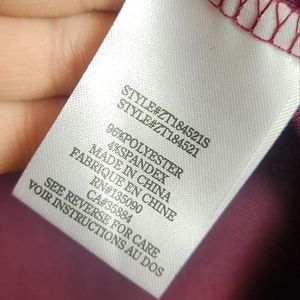 STYLE#ZT184521S
STYLE#ZT184521
96%POLYESTER
4%SPANDEX
MADE IN CHINA
FABRIQUE EN CHINE
RN#135090
CA#35884
SEE REVERSE FOR CARE
VOIR INSTRUCTIONS AU DOS